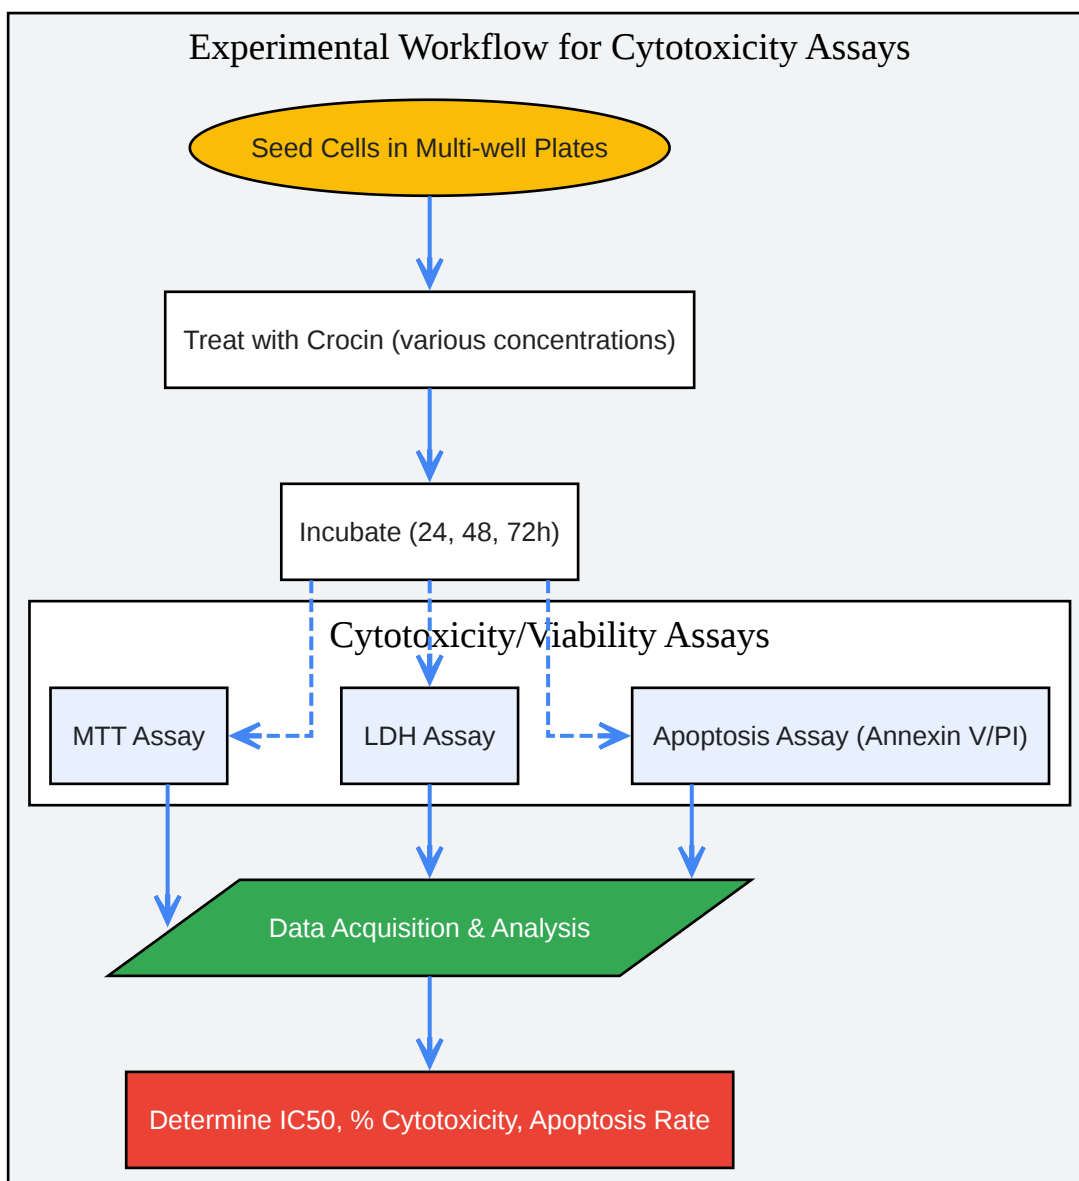 Experimental Workflow for Cytotoxicity Assays
Seed Cells in Multi-well Plates
Treat with Crocin (various concentrations)
Incubate (24, 48, 72h)
Cytotoxicity/Viability Assays
MTT Assay
LDH Assay
Apoptosis Assay (Annexin V/PI)
Data Acquisition & Analysis
Determine IC50, % Cytotoxicity, Apoptosis Rate